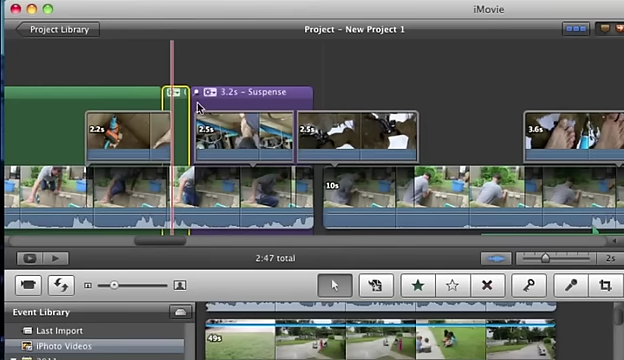 iMovie
Project Library
Project - New Project 1
3.2s - Suspense
2.2s
2.5s
2.5s
3.6s
10s
2:47 total
2s
Event Library
Last Import
iPhoto Videos
49s